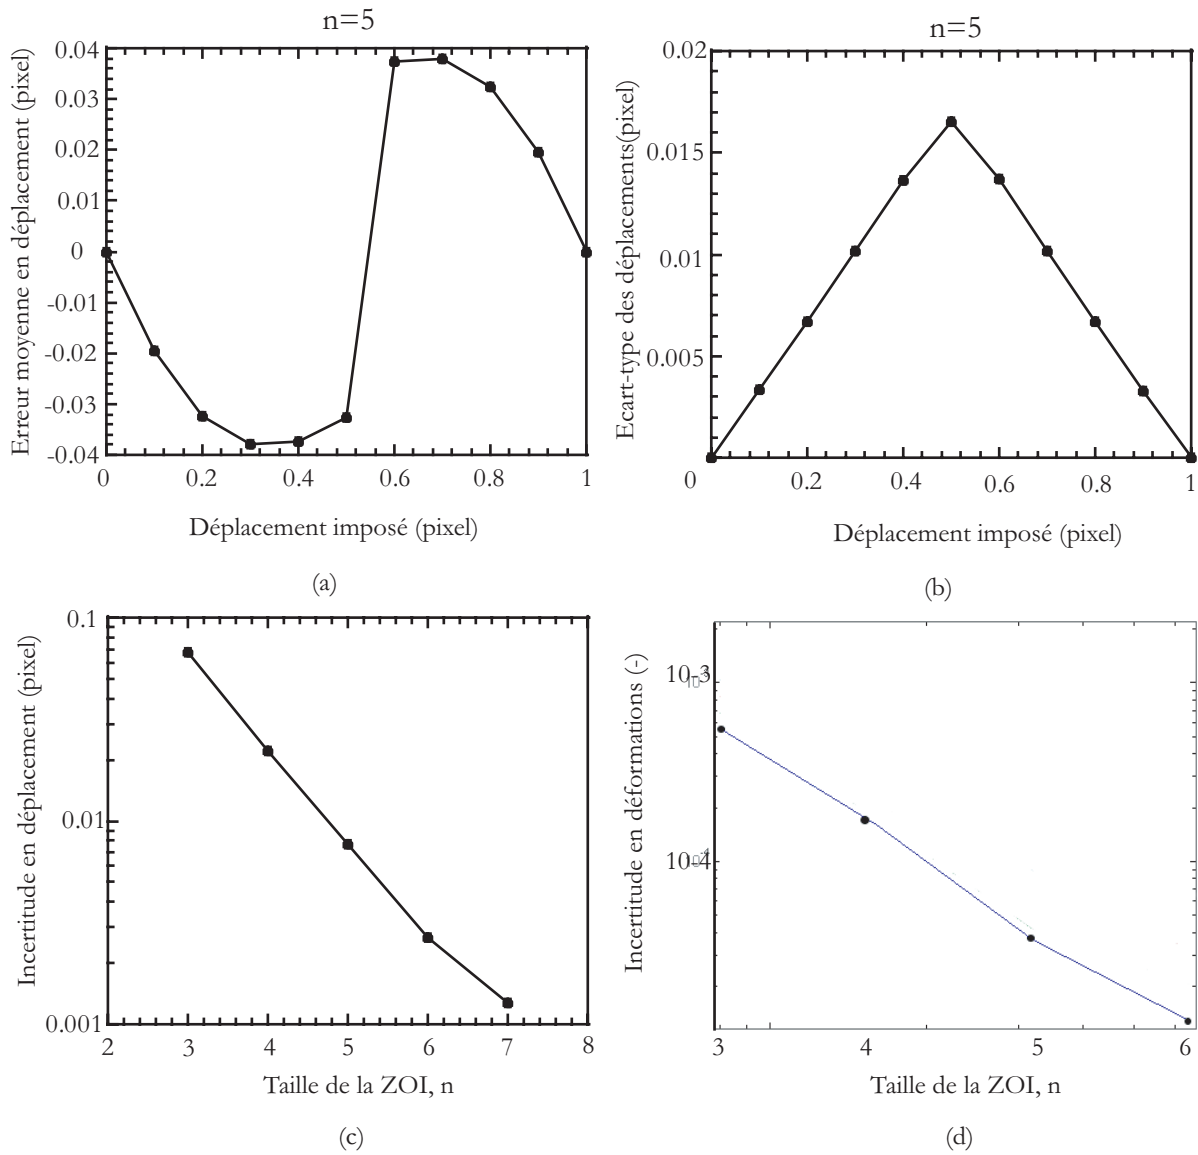 n=5
Erreur moyenne en déplacement (pixel)
0.04
0.03
0.02
0.01
0
-0.01
-0.02
-0.03
-0.04
0 0.2 0.4 0.6 0.8 1
Déplacement imposé (pixel)
(a)
n=5
Ecart-type des déplacements(pixel)
0.02
0.015
0.01
0.005
0 0.2 0.4 0.6 0.8 1
Déplacement imposé (pixel)
(b)
Incertitude en déplacement (pixel)
0.1
0.01
0.001
2 3 4 5 6 7 8
Taille de la ZOI, n
(c)
Incertitude en déformations (-)
10-3
10-4
3 4 5 6
Taille de la ZOI, n
(d)